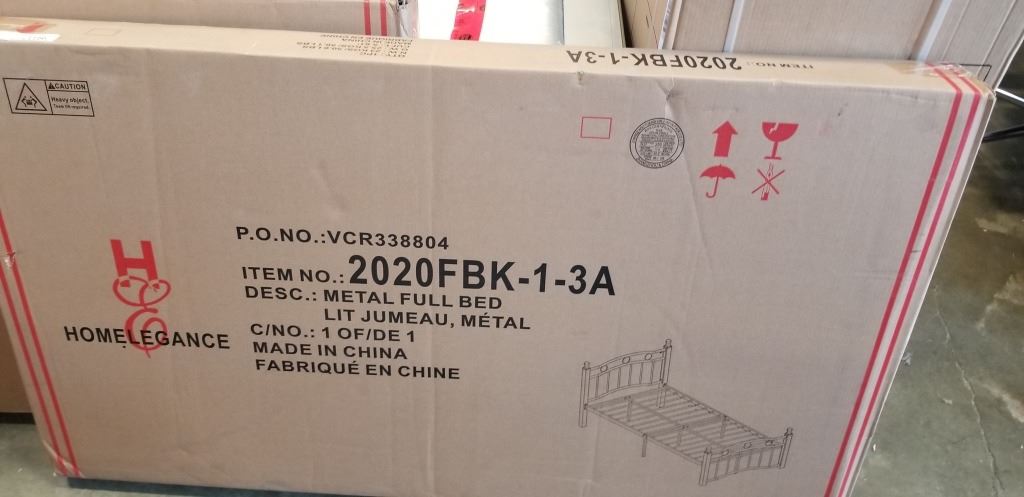 ITEM NO.: 2020FBK-1-3A
CAUTION
Heavy object.
P.O.NO.:VCR338804
ITEM NO.: 2020FBK-1-3A
DESC.: METAL FULL BED
LIT JUMEAU, MÉTAL
C/NO.: 1 OF/DE 1
MADE IN CHINA
FABRIQUÉ EN CHINE
H
HOMELEGANCE